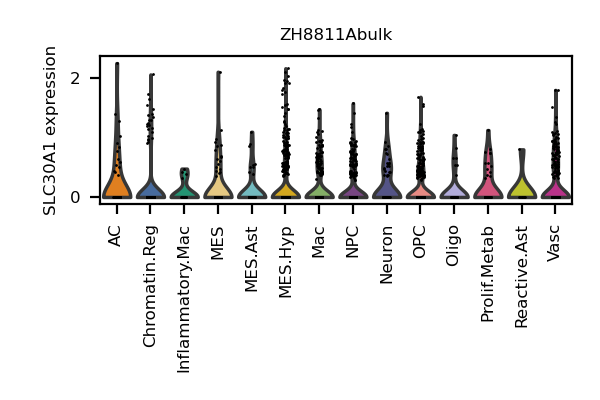 ZH8811Abulk
SLC30A1 expression
2
0
AC
Chromatin.Reg
Inflammatory.Mac
MES
MES.Ast
MES.Hyp
Mac
NPC
Neuron
OPC
Oligo
Prolif.Metab
Reactive.Ast
Vasc